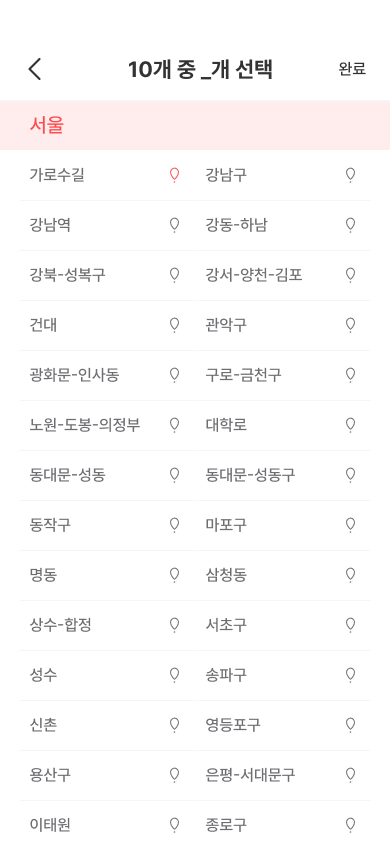 10개 중 _개 선택 완료
서울
가로수길 강남구
강남역 강동-하남
강북-성북구 강서-양천-김포
건대 관악구
광화문-인사동 구로-금천구
노원-도봉-의정부 대학로
동대문-성동 동대문-성동구
동작구 마포구
명동 삼청동
상수-합정 서초구
성수 송파구
신촌 영등포구
용산구 은평-서대문구
이태원 종로구